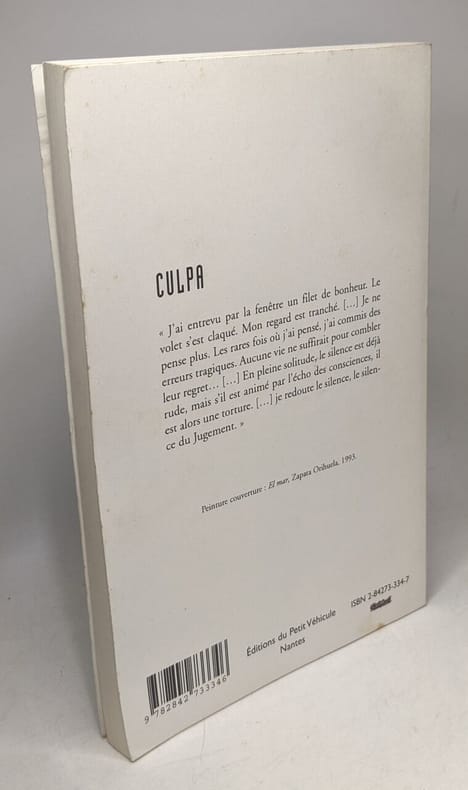 CULPA
« J'ai entrevu par la fenêtre un filet de bonheur. Le
volet s'est claqué. Mon regard est tranché. […] Je ne
pense plus. Les rares fois où j'ai pensé, j'ai commis des
erreurs tragiques. Aucune vie ne suffirait pour combler
leur regret… […] En pleine solitude, le silence est déjà
rude, mais s'il est animé par l'écho des consciences, il
est alors une torture. […] je redoute le silence, le silen-
ce du Jugement. »
Peinture couverture : El mar, Zapata Orihuela, 1993.
Éditions du Petit Véhicule
Nantes
ISBN 2-84273-334-7
9 782842 733346